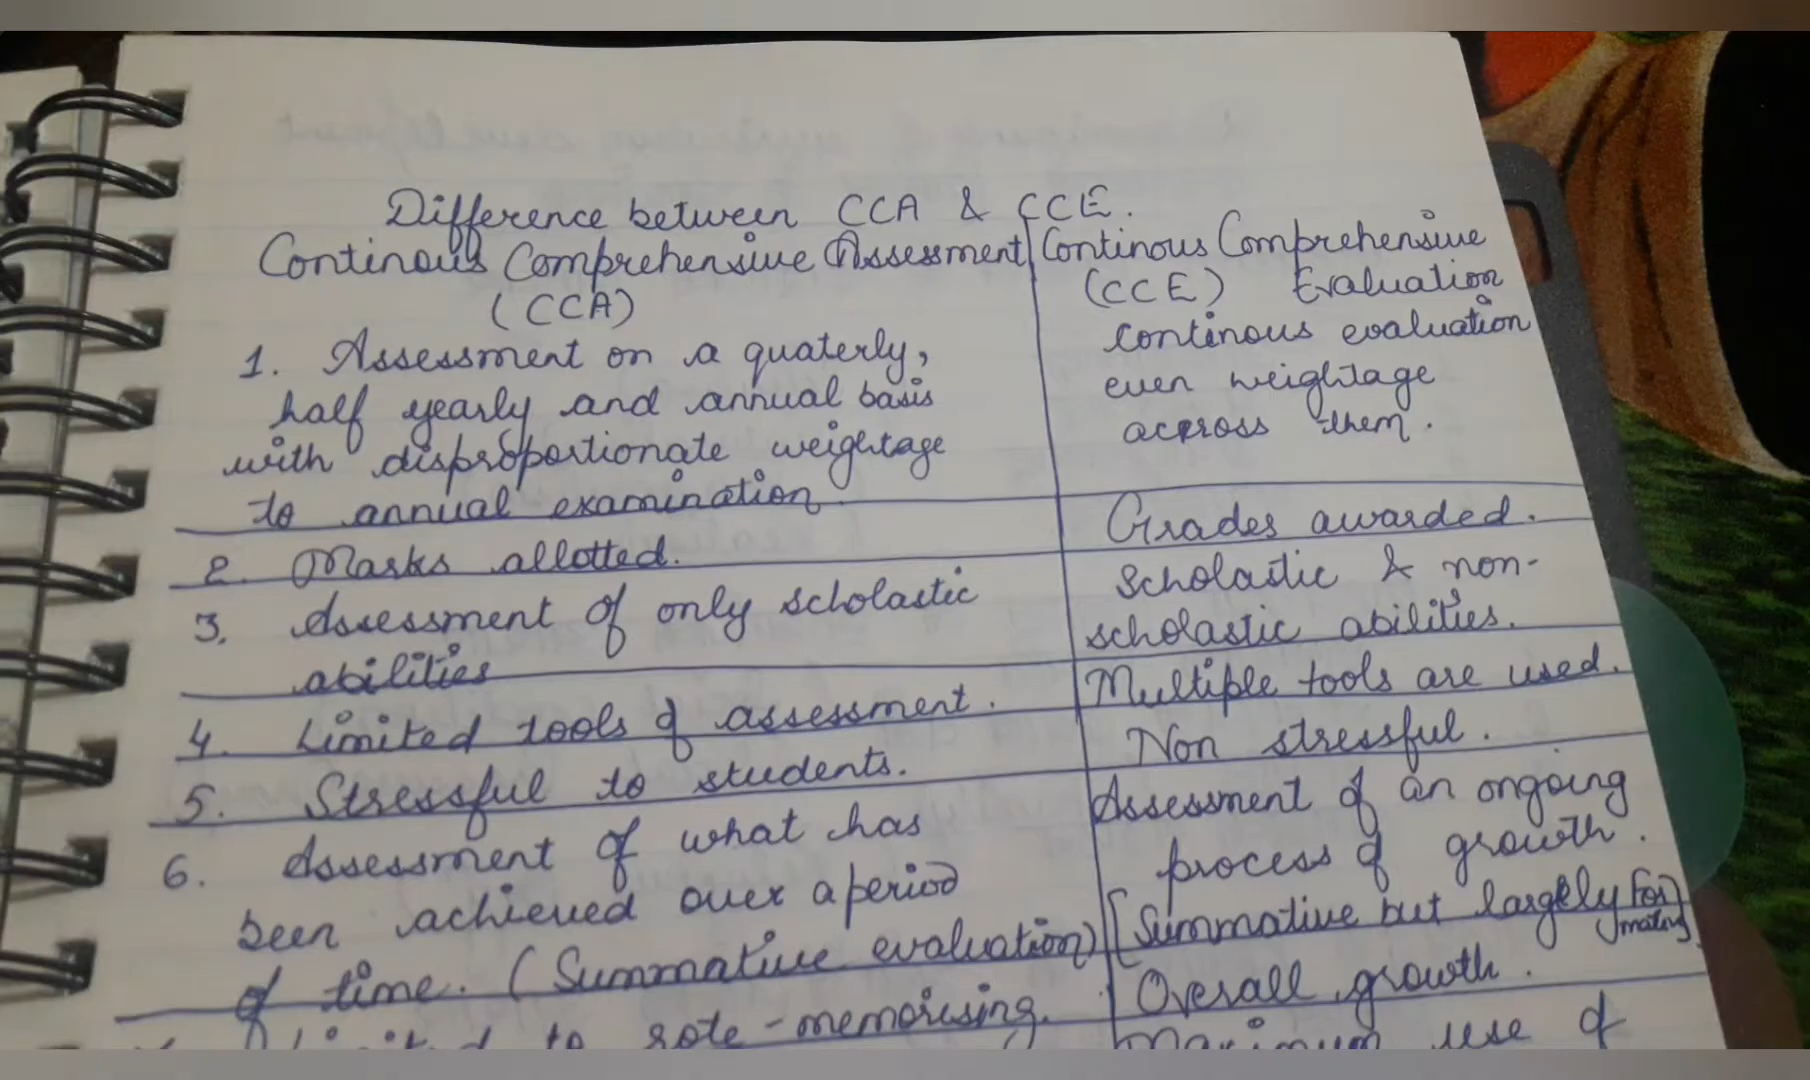 Difference between CCA & CCE.
Continous Comprehensive Assessment
(CCA)
1. Assessment on a quaterly,
half yearly and annual basis
with disproportionate weightage
to annual examination
2. Marks allotted.
3. Assessment of only scholastic
abilities
4. Limited tools of assessment.
5. Stressful to students.
6. Assessment of what has
been achieved over a period
of time. (Summative evaluation)
to rote-memorising.
Continous Comprehensive
(CCE) Evaluation
Continous evaluation
even weightage
accross them.
Grades awarded.
Scholastic & non-
scholastic abilities.
Multiple tools are used.
Non stressful.
Assessment of an ongoing
process of growth.
[Summative but largely For]
Overall growth.
Maximum use of